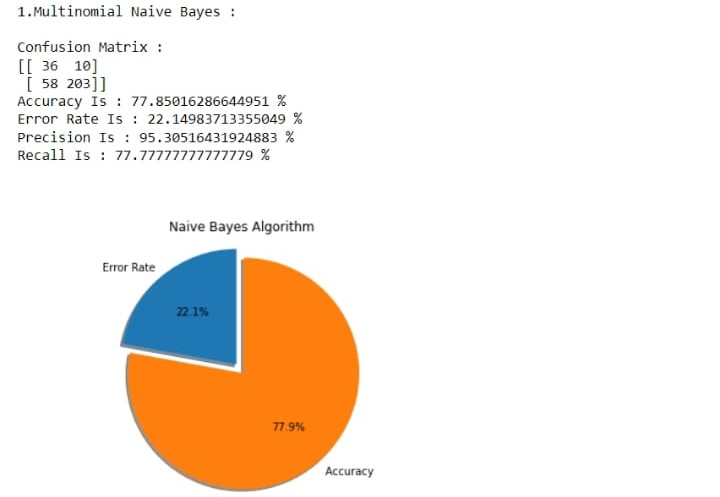 1.Multinomial Naive Bayes :
Confusion Matrix :
[[ 36  10]
 [ 58 203]]
Accuracy Is : 77.85016286644951 %
Error Rate Is : 22.14983713355049 %
Precision Is : 95.30516431924883 %
Recall Is : 77.77777777777779 %
Naive Bayes Algorithm
Error Rate
22.1%
77.9%
Accuracy